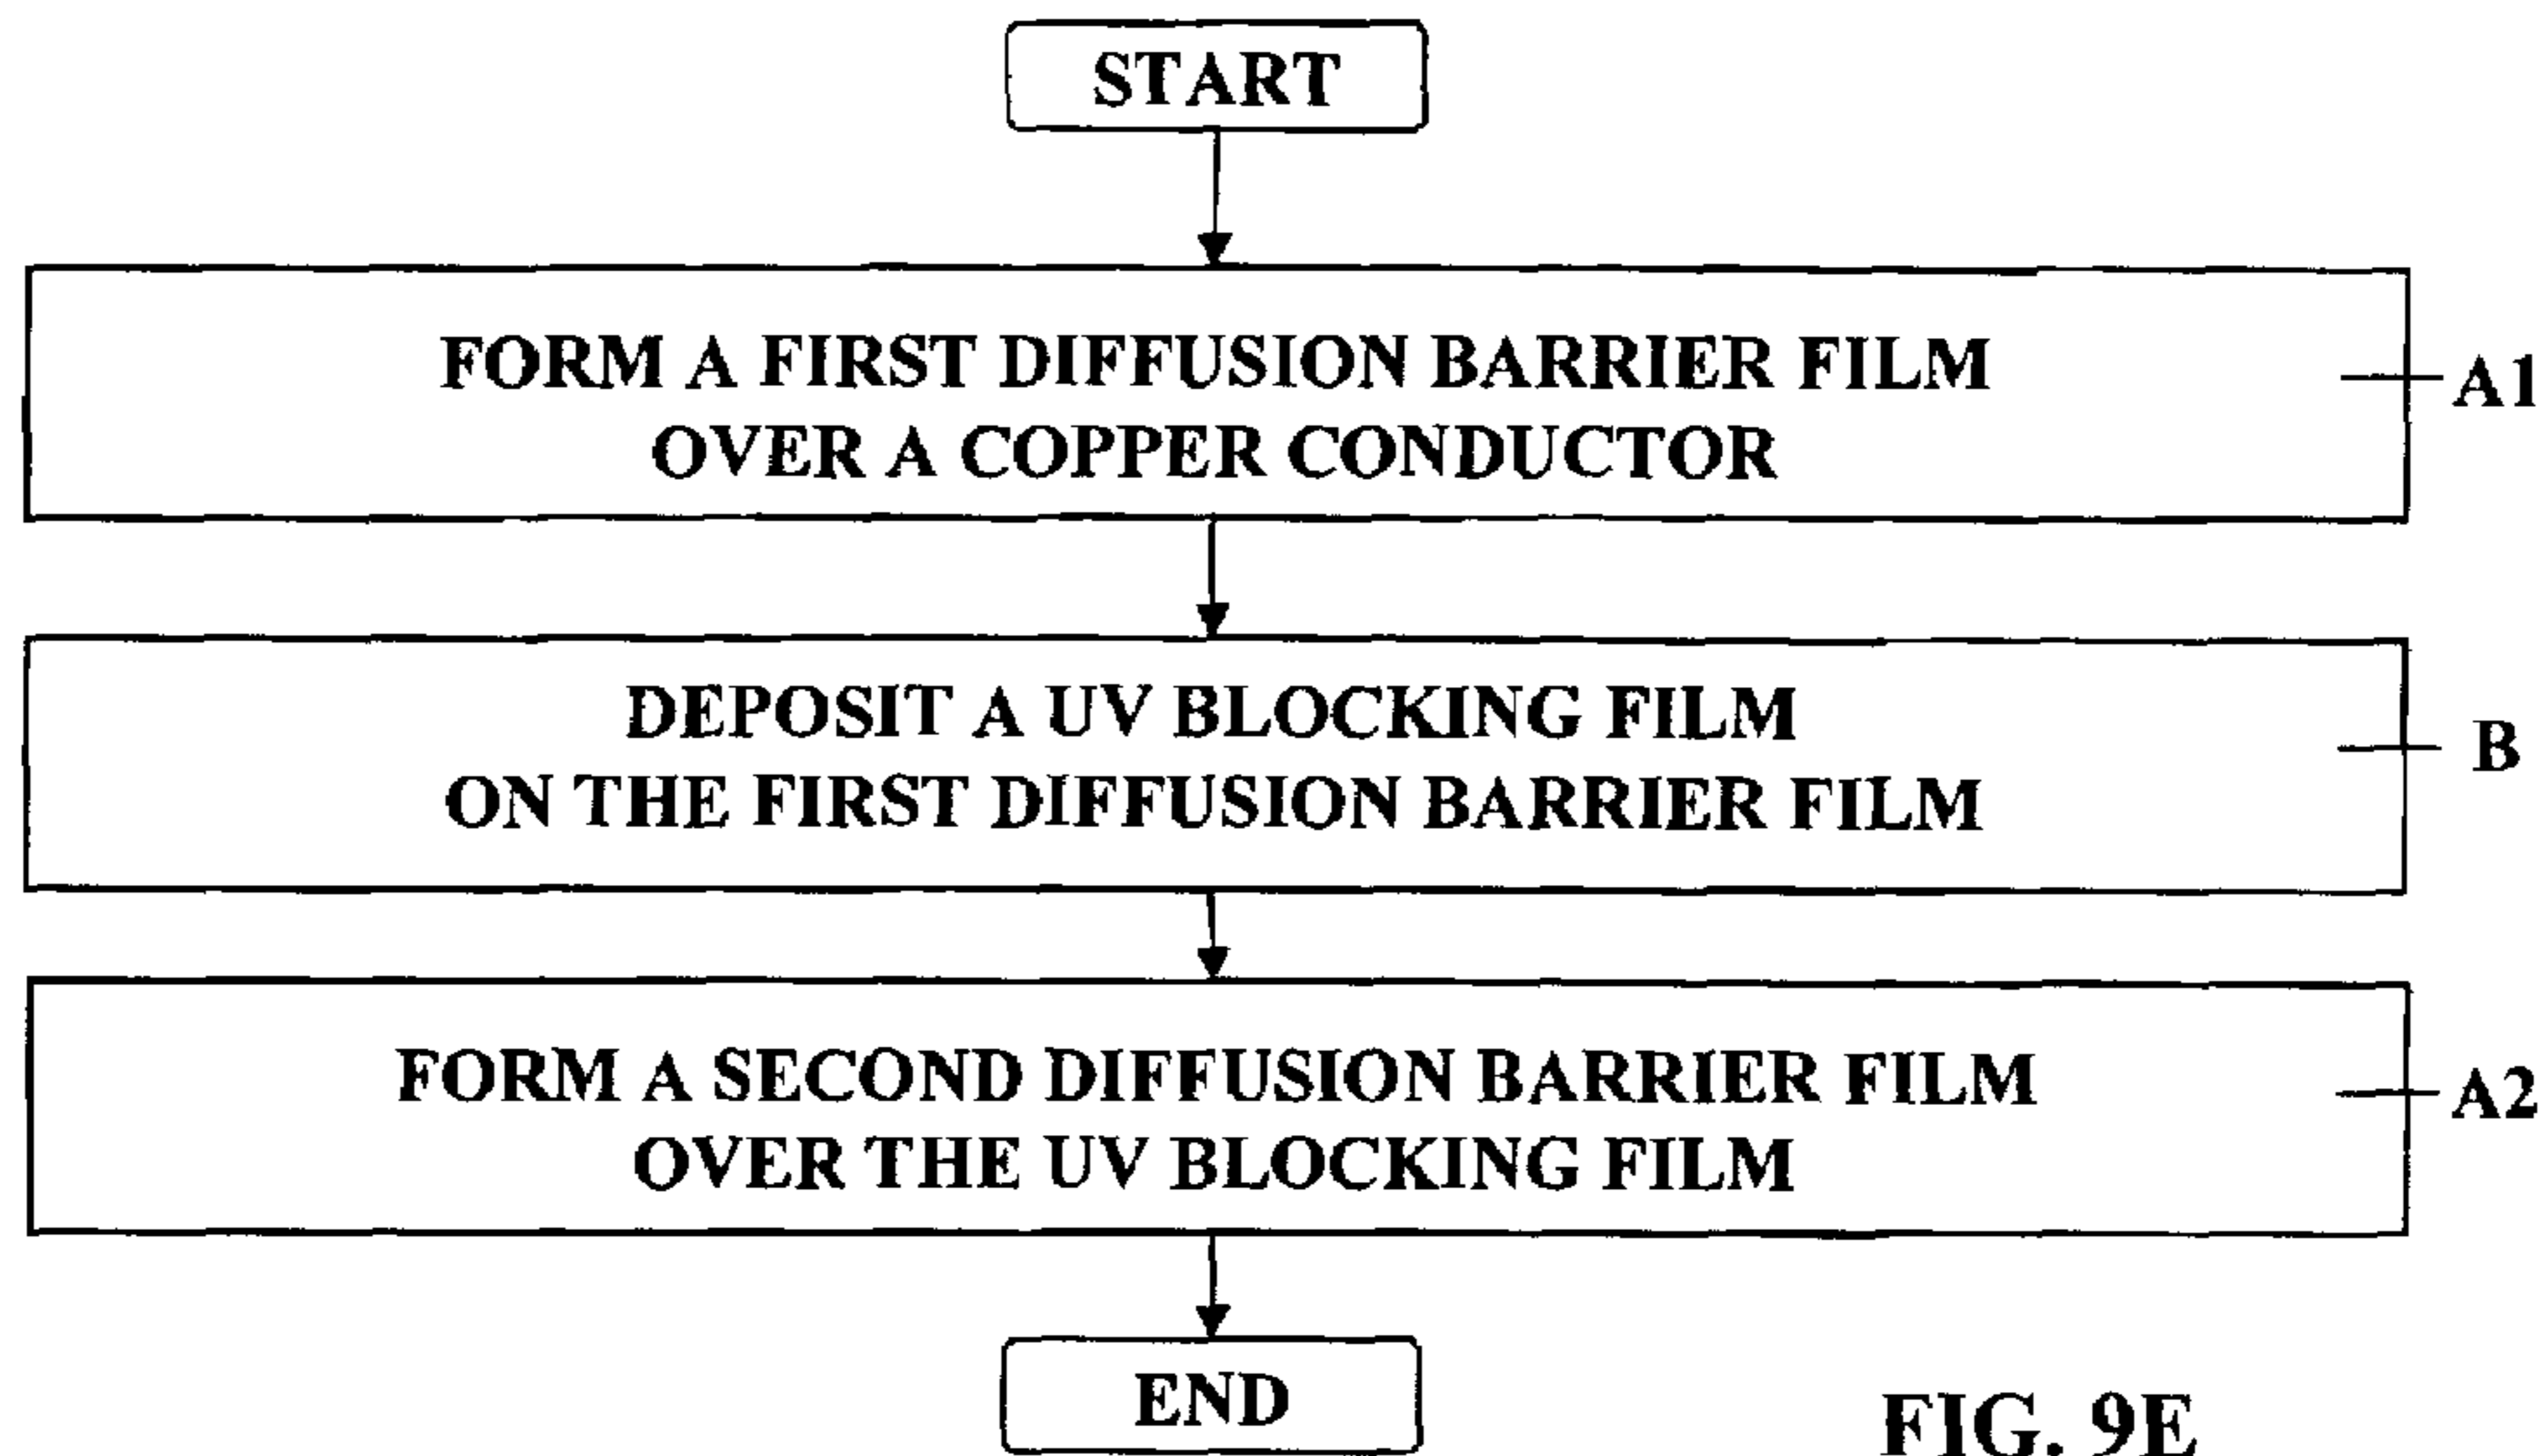 START
FORM A FIRST DIFFUSION BARRIER FILM
OVER A COPPER CONDUCTOR
A1
DEPOSIT A UV BLOCKING FILM
ON THE FIRST DIFFUSION BARRIER FILM
B
FORM A SECOND DIFFUSION BARRIER FILM
OVER THE UV BLOCKING FILM
A2
END
FIG. 9E